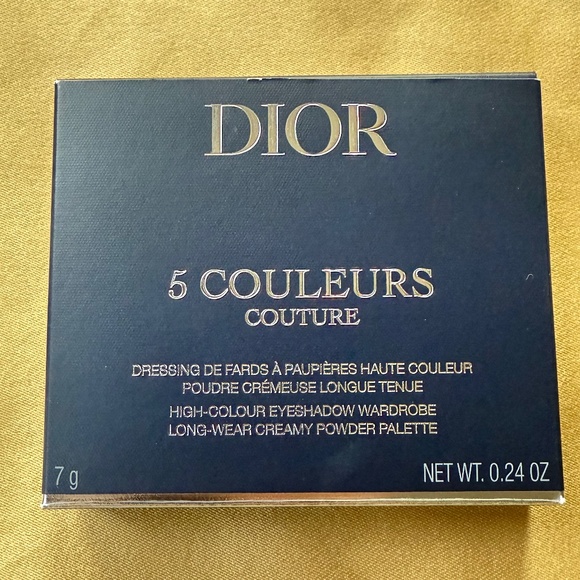 DIOR
5 COULEURS
COUTURE
DRESSING DE FARDS À PAUPIÈRES HAUTE COULEUR
POUDRE CRÉMEUSE LONGUE TENUE
HIGH-COLOUR EYESHADOW WARDROBE
LONG-WEAR CREAMY POWDER PALETTE
7 g NET WT. 0.24 OZ